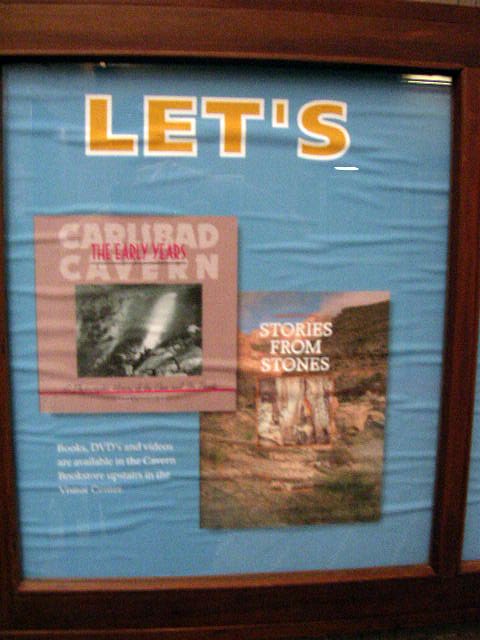 LET'S
CARLSBAD
THE EARLY YEARS
CAVERN
STORIES
FROM
STONES
Books, DVD's and videos
are available in the Cavern
Bookstore upstairs in the
Visitor Center.